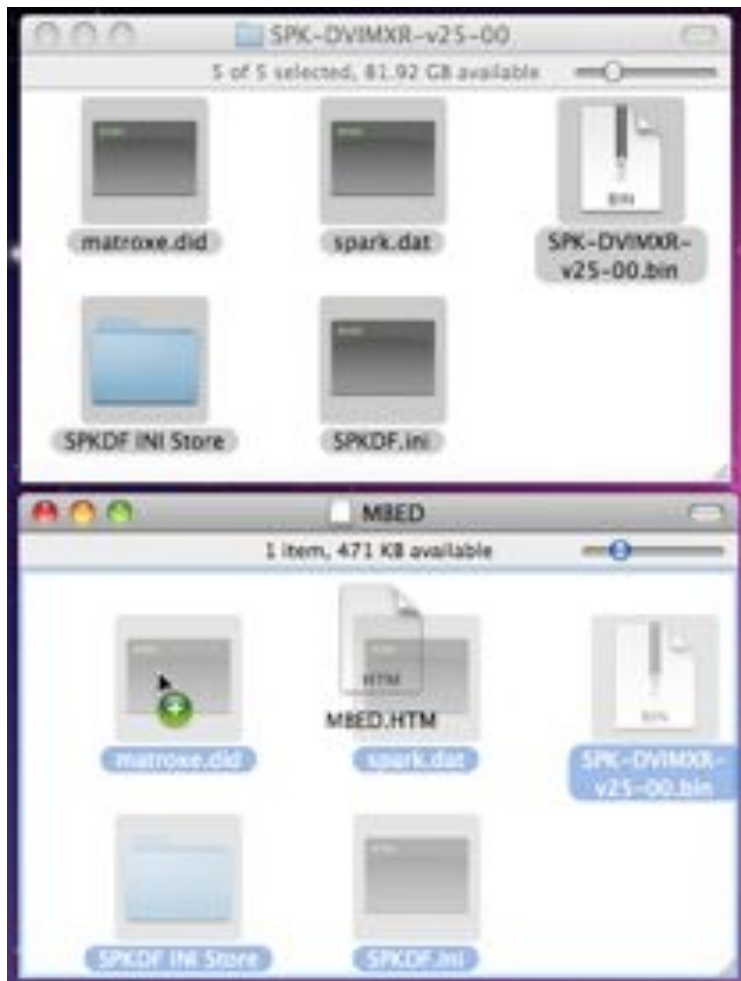 SPK-DVIMXR-v25-00
5 of 5 selected, 81.92 GB available
matroxe.did
spark.dat
BIN
SPK-DVIMXR-
v25-00.bin
SPKDF INI Store
SPKDF.ini
MBED
1 item, 471 KB available
HTM
MBED.HTM
matroxe.did
spark.dat
BIN
SPK-DVIMXR-
v25-00.bin
SPKDF INI Store
SPKDF.ini